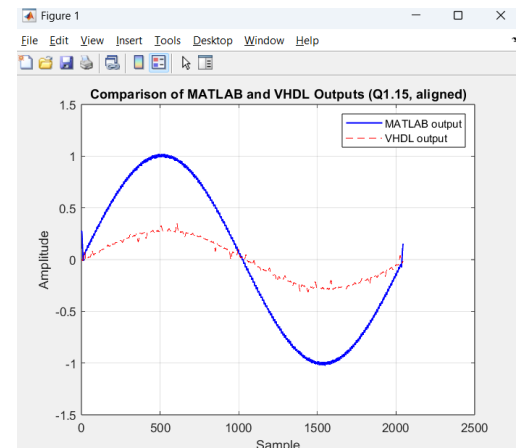 Figure 1
File Edit View Insert Tools Desktop Window Help
Comparison of MATLAB and VHDL Outputs (Q1.15, aligned)
1.5
MATLAB output
VHDL output
1
0.5
0
-0.5
-1
-1.5
Amplitude
0 500 1000 1500 2000 2500
Sample